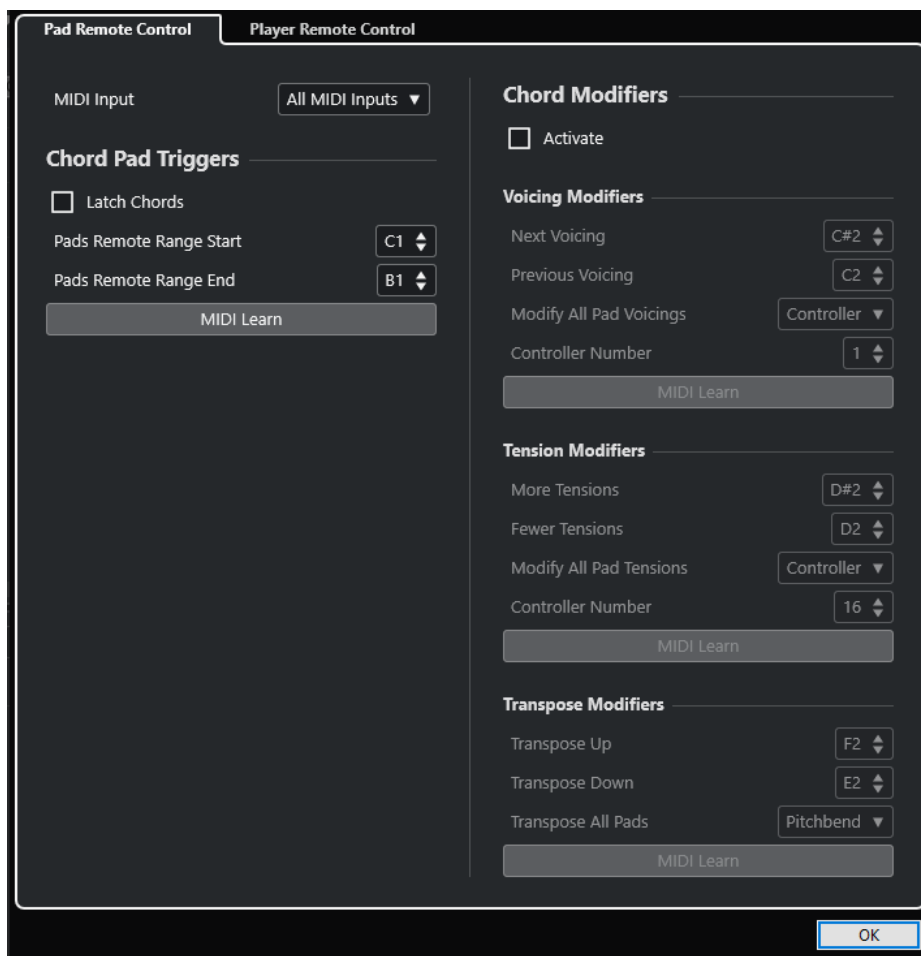 Pad Remote Control
Player Remote Control
MIDI Input
All MIDI Inputs
Chord Pad Triggers
Latch Chords
Pads Remote Range Start C1
Pads Remote Range End B1
MIDI Learn
Chord Modifiers
Activate
Voicing Modifiers
Next Voicing C#2
Previous Voicing C2
Modify All Pad Voicings Controller
Controller Number 1
MIDI Learn
Tension Modifiers
More Tensions D#2
Fewer Tensions D2
Modify All Pad Tensions Controller
Controller Number 16
MIDI Learn
Transpose Modifiers
Transpose Up F2
Transpose Down E2
Transpose All Pads Pitchbend
MIDI Learn
OK